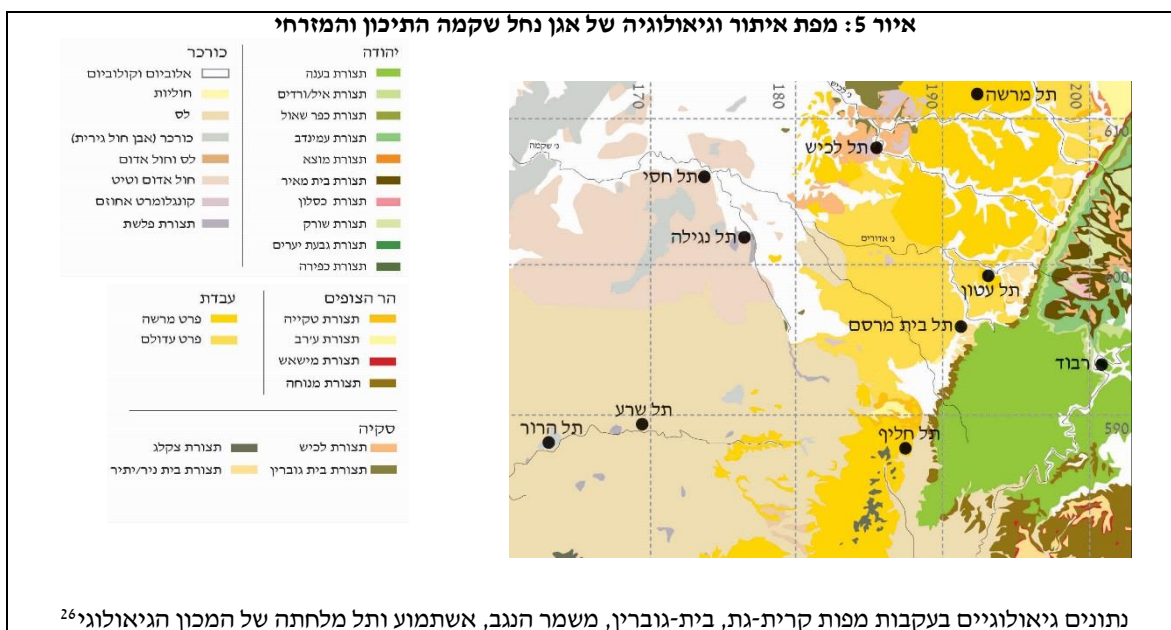 איור 5: מפת איתור וגיאולוגיה של אגן נחל שקמה התיכון והמזרחי
יהודה
תצורת בענה
תצורת איל/ורדים
תצורת כפר שאול
תצורת עמינדב
תצורת מוצא
תצורת בית מאיר
תצורת כסלון
תצורת שורק
תצורת גבעת יערים
תצורת כפירה
כורכר
אלוביום וקולוביום
חוליות
לס
כורכר (אבן חול גירית)
לס וחול אדום
חול אדום וטיט
קונגלומרט אחוזם
תצורת פלשת
הר הצופים
תצורת טקייה
תצורת ע'רב
תצורת מישאש
תצורת מנוחה
עבדת
פרט מרשה
פרט עדולם
סקיה
תצורת לכיש
תצורת צקלג
תצורת בית גוברין
תצורת בית ניר/יתיר
170
180
190
200
610
600
590
תל מרשה
נ' לכיש
תל לכיש
נ' שקמה
תל חסי
תל נגילה
נ' אדוריים
תל עטון
תל בית מרסם
רבוד
תל שרע
תל הרור
תל חליף
נתונים גיאולוגיים בעקבות מפות קרית-גת, בית-גוברין, משמר הנגב, אשתמוע ותל מלחתה של המכון הגיאולוגי26